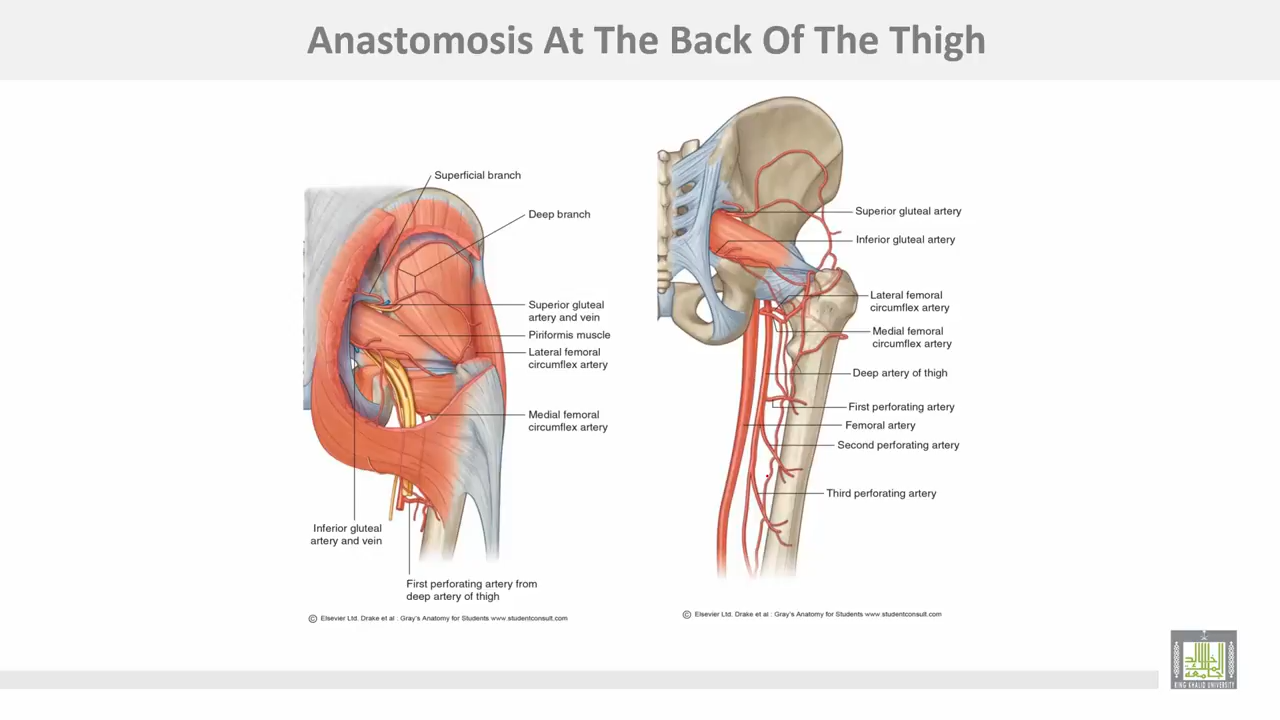 Anastomosis At The Back Of The Thigh
Superficial branch
Deep branch
Superior gluteal
artery and vein
Piriformis muscle
Lateral femoral
circumflex artery
Medial femoral
circumflex artery
Inferior gluteal
artery and vein
First perforating artery from
deep artery of thigh
© Elsevier Ltd. Drake et al : Gray's Anatomy for Students www.studentconsult.com
Superior gluteal artery
Inferior gluteal artery
Lateral femoral
circumflex artery
Medial femoral
circumflex artery
Deep artery of thigh
First perforating artery
Femoral artery
Second perforating artery
Third perforating artery
© Elsevier Ltd. Drake et al : Gray's Anatomy for Students www.studentconsult.com
KING KHALID UNIVERSITY